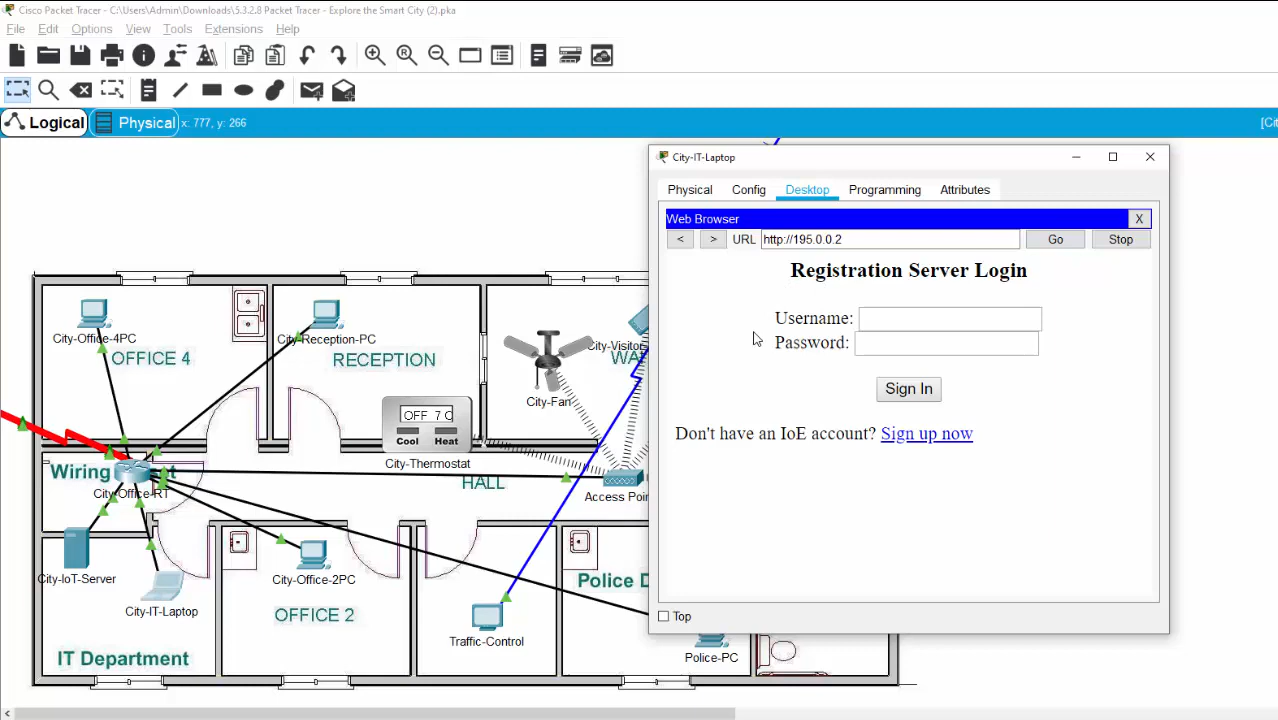 Cisco Packet Tracer - C:\Users\Admin\Downloads\5.3.2.8 Packet Tracer - Explore the Smart City (2).pka
File Edit Options View Tools Extensions Help
Logical Physical x: 777, y: 266
City-IT-Laptop
Physical Config Desktop Programming Attributes
Web Browser X
< > URL http://195.0.0.2 Go Stop
Registration Server Login
Username:
Password:
Sign In
Don't have an IoE account? Sign up now
Top
City-Office-4PC
OFFICE 4
City-Reception-PC
RECEPTION
City-Visitor
WA
City-Fan
OFF 7 C
Cool Heat
City-Thermostat
Wiring
City-Office-RT
HALL
Access Poin
City-IoT-Server
City-IT-Laptop
IT Department
City-Office-2PC
OFFICE 2
Traffic-Control
Police D
Police-PC